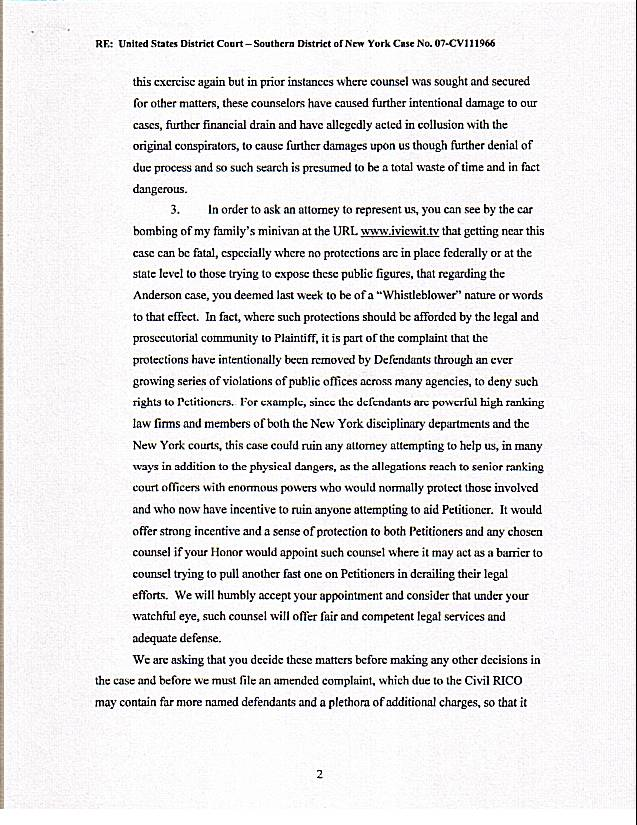 RE: United States District Court – Southern District of New York Case No. 07-CV111966
this exercise again but in prior instances where counsel was sought and secured
for other matters, these counselors have caused further intentional damage to our
cases, further financial drain and have allegedly acted in collusion with the
original conspirators, to cause further damages upon us though further denial of
due process and so such search is presumed to be a total waste of time and in fact
dangerous.
3. In order to ask an attorney to represent us, you can see by the car
bombing of my family's minivan at the URL www.iviewit.tv that getting near this
case can be fatal, especially where no protections are in place federally or at the
state level to those trying to expose these public figures, that regarding the
Anderson case, you deemed last week to be of a “Whistleblower” nature or words
to that effect. In fact, where such protections should be afforded by the legal and
prosecutorial community to Plaintiff, it is part of the complaint that the
protections have intentionally been removed by Defendants through an ever
growing series of violations of public offices across many agencies, to deny such
rights to Petitioners. For example, since the defendants are powerful high ranking
law firms and members of both the New York disciplinary departments and the
New York courts, this case could ruin any attorney attempting to help us, in many
ways in addition to the physical dangers, as the allegations reach to senior ranking
court officers with enormous powers who would normally protect those involved
and who now have incentive to ruin anyone attempting to aid Petitioner. It would
offer strong incentive and a sense of protection to both Petitioners and any chosen
counsel if your Honor would appoint such counsel where it may act as a barrier to
counsel trying to pull another fast one on Petitioners in derailing their legal
efforts. We will humbly accept your appointment and consider that under your
watchful eye, such counsel will offer fair and competent legal services and
adequate defense.
We are asking that you decide these matters before making any other decisions in
the case and before we must file an amended complaint, which due to the Civil RICO
may contain far more named defendants and a plethora of additional charges, so that it
2